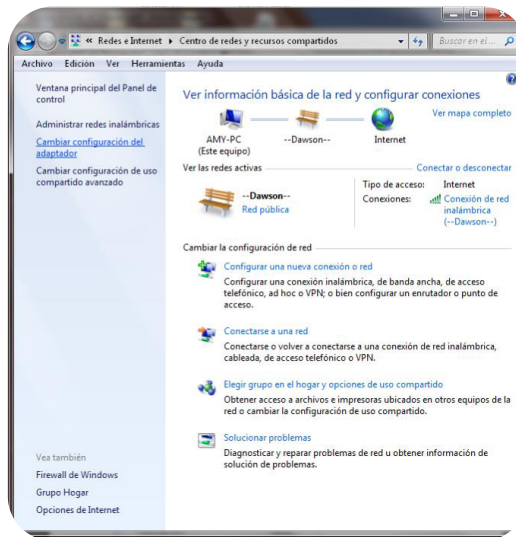 « Redes e Internet ▸ Centro de redes y recursos compartidos
Buscar en el ...
Archivo Edición Ver Herramientas Ayuda
Ventana principal del Panel de
control
Administrar redes inalámbricas
Cambiar configuración del
adaptador
Cambiar configuración de uso
compartido avanzado
Vea también
Firewall de Windows
Grupo Hogar
Opciones de Internet
Ver información básica de la red y configurar conexiones
Ver mapa completo
AMY-PC
(Este equipo)
--Dawson--
Internet
Ver las redes activas
Conectar o desconectar
--Dawson--
Red pública
Tipo de acceso: Internet
Conexiones: Conexión de red
inalámbrica
(--Dawson--)
Cambiar la configuración de red
Configurar una nueva conexión o red
Configurar una conexión inalámbrica, de banda ancha, de acceso
telefónico, ad hoc o VPN; o bien configurar un enrutador o punto de
acceso.
Conectarse a una red
Conectarse o volver a conectarse a una conexión de red inalámbrica,
cableada, de acceso telefónico o VPN.
Elegir grupo en el hogar y opciones de uso compartido
Obtener acceso a archivos e impresoras ubicados en otros equipos de la
red o cambiar la configuración de uso compartido.
Solucionar problemas
Diagnosticar y reparar problemas de red u obtener información de
solución de problemas.